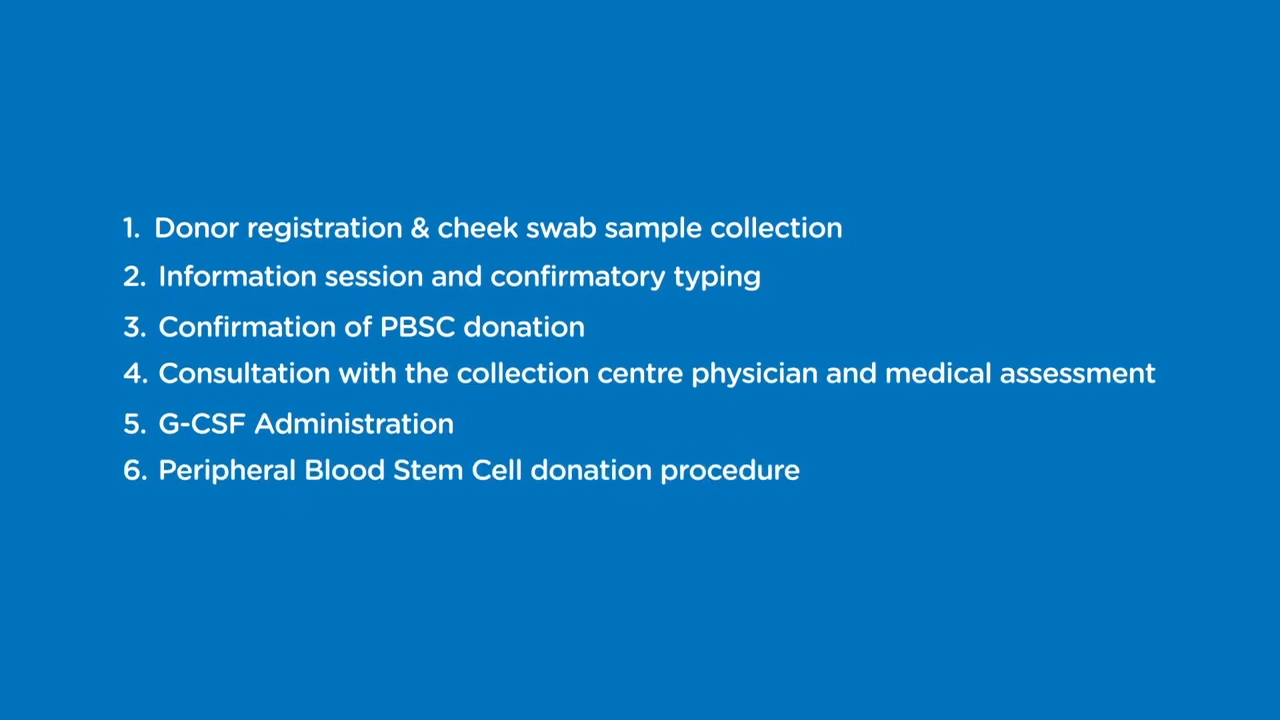 1. Donor registration & cheek swab sample collection
2. Information session and confirmatory typing
3. Confirmation of PBSC donation
4. Consultation with the collection centre physician and medical assessment
5. G-CSF Administration
6. Peripheral Blood Stem Cell donation procedure